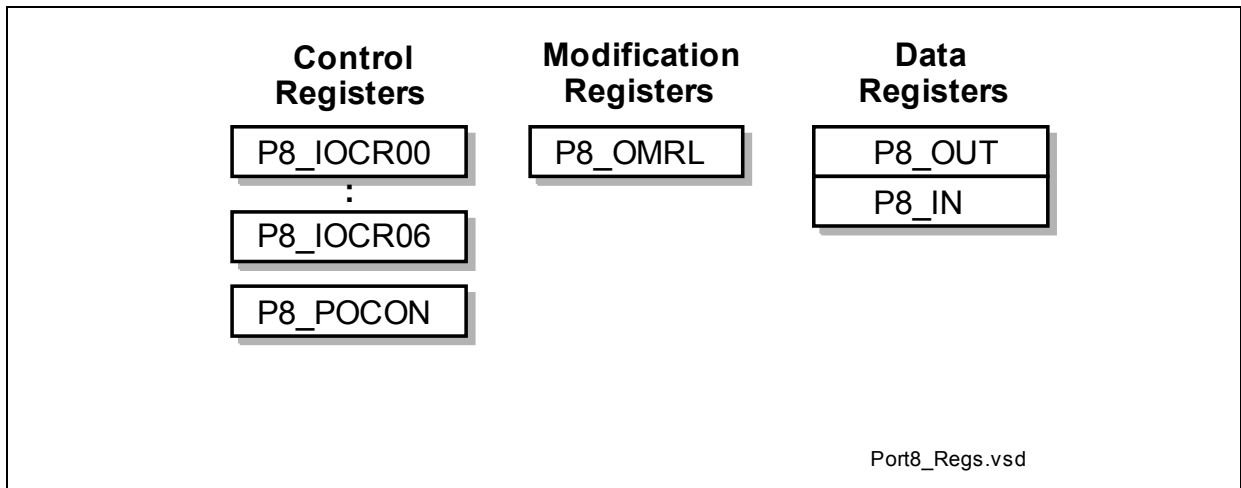 Control
Registers
P8_IOCR00
:
P8_IOCR06
P8_POCON
Modification
Registers
P8_OMRL
Data
Registers
P8_OUT
P8_IN
Port8_Regs.vsd